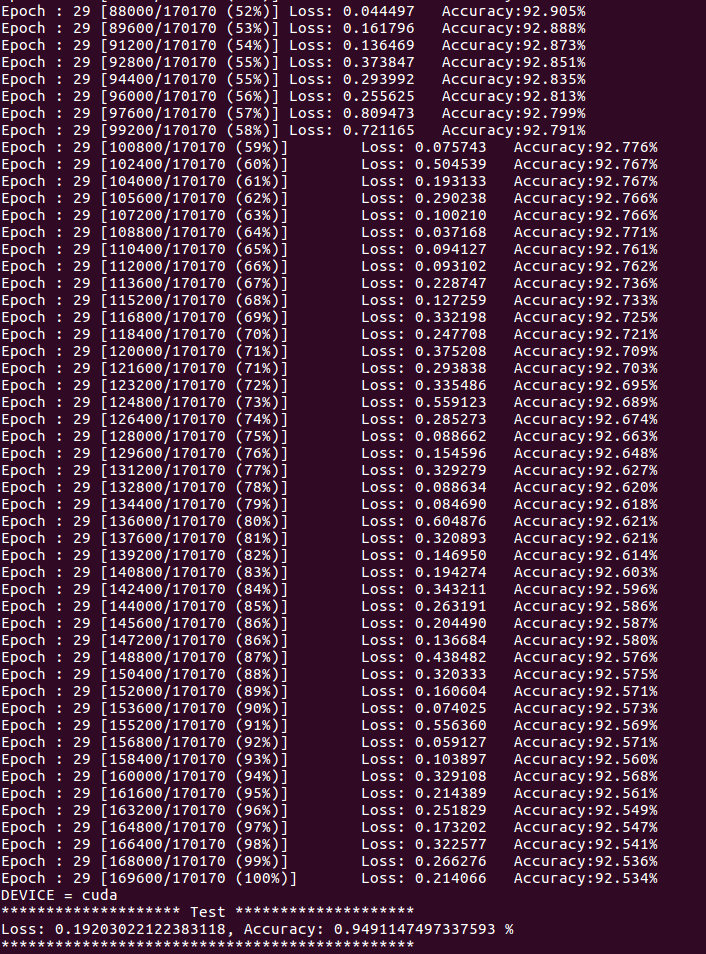 Epoch : 29 [88000/170170 (52%)] Loss: 0.044497 Accuracy:92.905%
Epoch : 29 [89600/170170 (53%)] Loss: 0.161796 Accuracy:92.888%
Epoch : 29 [91200/170170 (54%)] Loss: 0.136469 Accuracy:92.873%
Epoch : 29 [92800/170170 (55%)] Loss: 0.373847 Accuracy:92.851%
Epoch : 29 [94400/170170 (55%)] Loss: 0.293992 Accuracy:92.835%
Epoch : 29 [96000/170170 (56%)] Loss: 0.255625 Accuracy:92.813%
Epoch : 29 [97600/170170 (57%)] Loss: 0.809473 Accuracy:92.799%
Epoch : 29 [99200/170170 (58%)] Loss: 0.721165 Accuracy:92.791%
Epoch : 29 [100800/170170 (59%)] Loss: 0.075743 Accuracy:92.776%
Epoch : 29 [102400/170170 (60%)] Loss: 0.504539 Accuracy:92.767%
Epoch : 29 [104000/170170 (61%)] Loss: 0.193133 Accuracy:92.767%
Epoch : 29 [105600/170170 (62%)] Loss: 0.290238 Accuracy:92.766%
Epoch : 29 [107200/170170 (63%)] Loss: 0.100210 Accuracy:92.766%
Epoch : 29 [108800/170170 (64%)] Loss: 0.037168 Accuracy:92.771%
Epoch : 29 [110400/170170 (65%)] Loss: 0.094127 Accuracy:92.761%
Epoch : 29 [112000/170170 (66%)] Loss: 0.093102 Accuracy:92.762%
Epoch : 29 [113600/170170 (67%)] Loss: 0.228747 Accuracy:92.736%
Epoch : 29 [115200/170170 (68%)] Loss: 0.127259 Accuracy:92.733%
Epoch : 29 [116800/170170 (69%)] Loss: 0.332198 Accuracy:92.725%
Epoch : 29 [118400/170170 (70%)] Loss: 0.247708 Accuracy:92.721%
Epoch : 29 [120000/170170 (71%)] Loss: 0.375208 Accuracy:92.709%
Epoch : 29 [121600/170170 (71%)] Loss: 0.293838 Accuracy:92.703%
Epoch : 29 [123200/170170 (72%)] Loss: 0.335486 Accuracy:92.695%
Epoch : 29 [124800/170170 (73%)] Loss: 0.559123 Accuracy:92.689%
Epoch : 29 [126400/170170 (74%)] Loss: 0.285273 Accuracy:92.674%
Epoch : 29 [128000/170170 (75%)] Loss: 0.088662 Accuracy:92.663%
Epoch : 29 [129600/170170 (76%)] Loss: 0.154596 Accuracy:92.648%
Epoch : 29 [131200/170170 (77%)] Loss: 0.329279 Accuracy:92.627%
Epoch : 29 [132800/170170 (78%)] Loss: 0.088634 Accuracy:92.620%
Epoch : 29 [134400/170170 (79%)] Loss: 0.084690 Accuracy:92.618%
Epoch : 29 [136000/170170 (80%)] Loss: 0.604876 Accuracy:92.621%
Epoch : 29 [137600/170170 (81%)] Loss: 0.320893 Accuracy:92.621%
Epoch : 29 [139200/170170 (82%)] Loss: 0.146950 Accuracy:92.614%
Epoch : 29 [140800/170170 (83%)] Loss: 0.194274 Accuracy:92.603%
Epoch : 29 [142400/170170 (84%)] Loss: 0.343211 Accuracy:92.596%
Epoch : 29 [144000/170170 (85%)] Loss: 0.263191 Accuracy:92.586%
Epoch : 29 [145600/170170 (86%)] Loss: 0.204490 Accuracy:92.587%
Epoch : 29 [147200/170170 (86%)] Loss: 0.136684 Accuracy:92.580%
Epoch : 29 [148800/170170 (87%)] Loss: 0.438482 Accuracy:92.576%
Epoch : 29 [150400/170170 (88%)] Loss: 0.320333 Accuracy:92.575%
Epoch : 29 [152000/170170 (89%)] Loss: 0.160604 Accuracy:92.571%
Epoch : 29 [153600/170170 (90%)] Loss: 0.074025 Accuracy:92.573%
Epoch : 29 [155200/170170 (91%)] Loss: 0.556360 Accuracy:92.569%
Epoch : 29 [156800/170170 (92%)] Loss: 0.059127 Accuracy:92.571%
Epoch : 29 [158400/170170 (93%)] Loss: 0.103897 Accuracy:92.560%
Epoch : 29 [160000/170170 (94%)] Loss: 0.329108 Accuracy:92.568%
Epoch : 29 [161600/170170 (95%)] Loss: 0.214389 Accuracy:92.561%
Epoch : 29 [163200/170170 (96%)] Loss: 0.251829 Accuracy:92.549%
Epoch : 29 [164800/170170 (97%)] Loss: 0.173202 Accuracy:92.547%
Epoch : 29 [166400/170170 (98%)] Loss: 0.322577 Accuracy:92.541%
Epoch : 29 [168000/170170 (99%)] Loss: 0.266276 Accuracy:92.536%
Epoch : 29 [169600/170170 (100%)] Loss: 0.214066 Accuracy:92.534%
DEVICE = cuda
******************** Test ********************
Loss: 0.19203022122383118, Accuracy: 0.9491147497337593 %
**********************************************